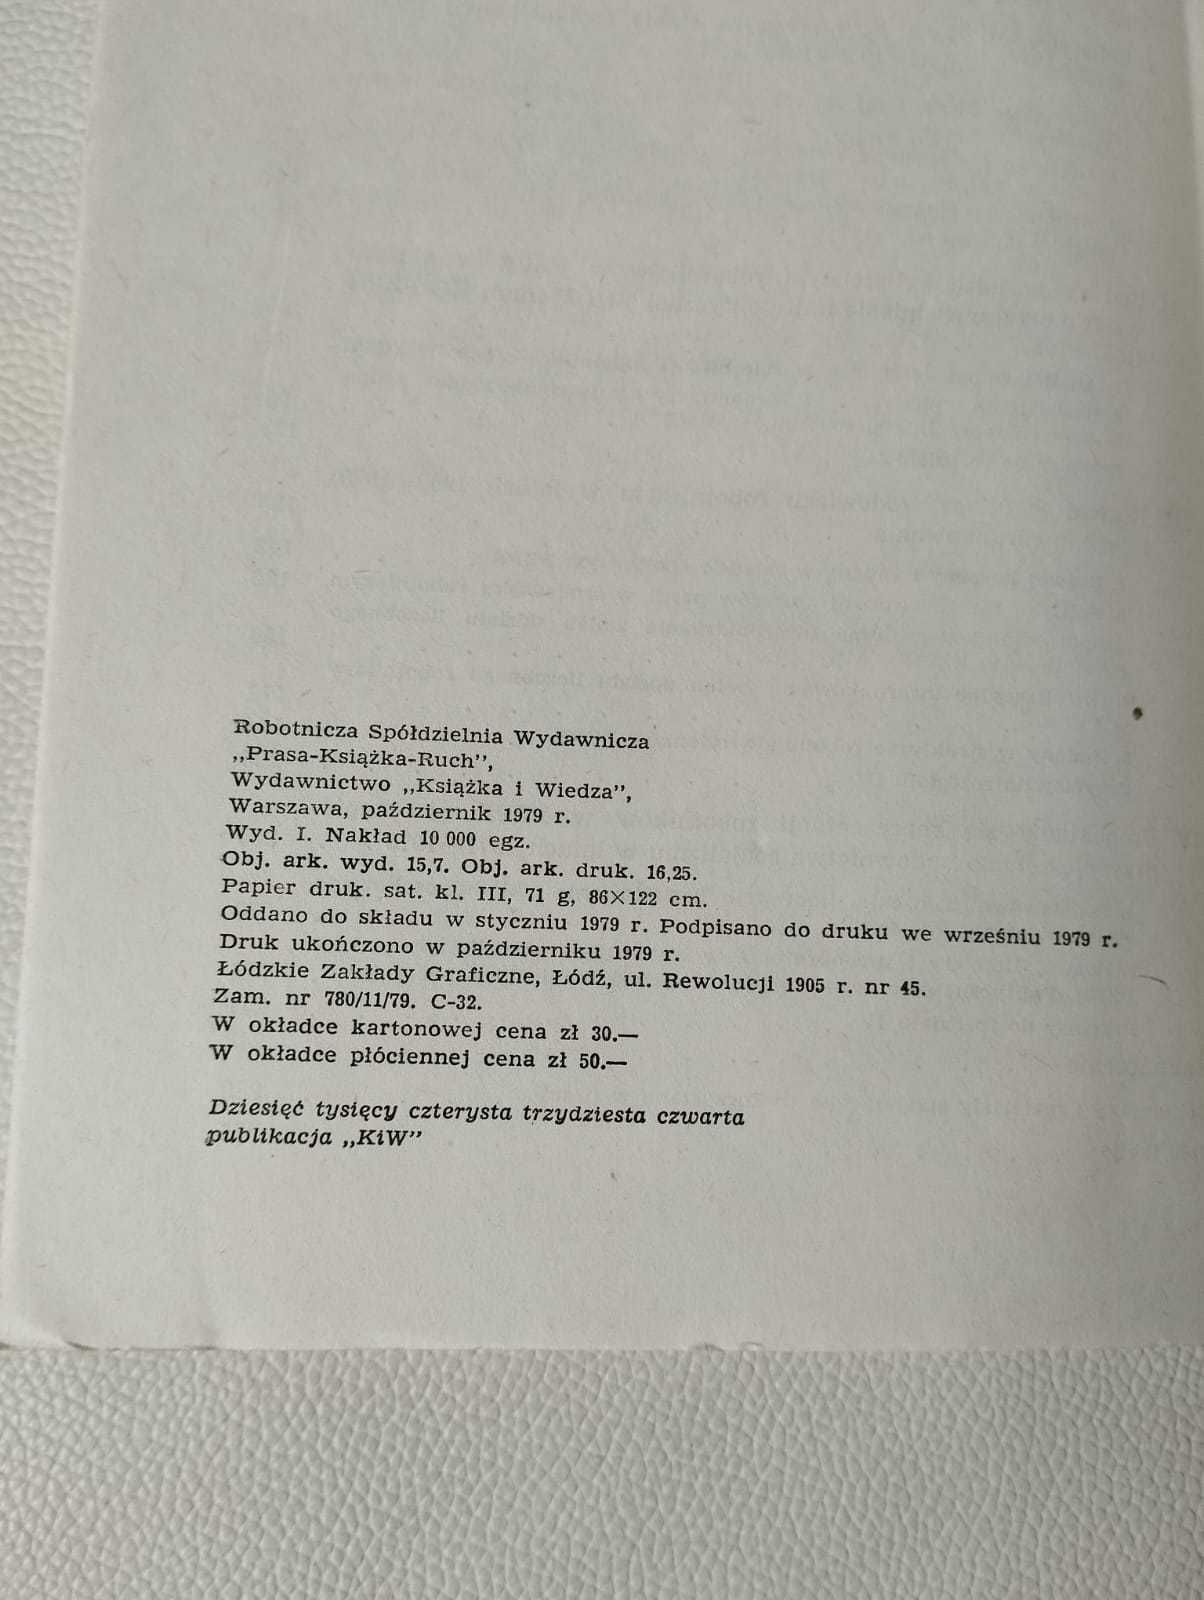 Robotnicza Spółdzielnia Wydawnicza
„Prasa-Książka-Ruch”,
Wydawnictwo „Książka i Wiedza”,
Warszawa, październik 1979 r.
Wyd. I. Nakład 10 000 egz.
Obj. ark. wyd. 15,7. Obj. ark. druk. 16,25.
Papier druk. sat. kl. III, 71 g, 86×122 cm.
Oddano do składu w styczniu 1979 r. Podpisano do druku we wrześniu 1979 r.
Druk ukończono w październiku 1979 r.
Łódzkie Zakłady Graficzne, Łódź, ul. Rewolucji 1905 r. nr 45.
Zam. nr 780/11/79. C-32.
W okładce kartonowej cena zł 30.—
W okładce płóciennej cena zł 50.—
Dziesięć tysięcy czterysta trzydziesta czwarta
publikacja „KiW”